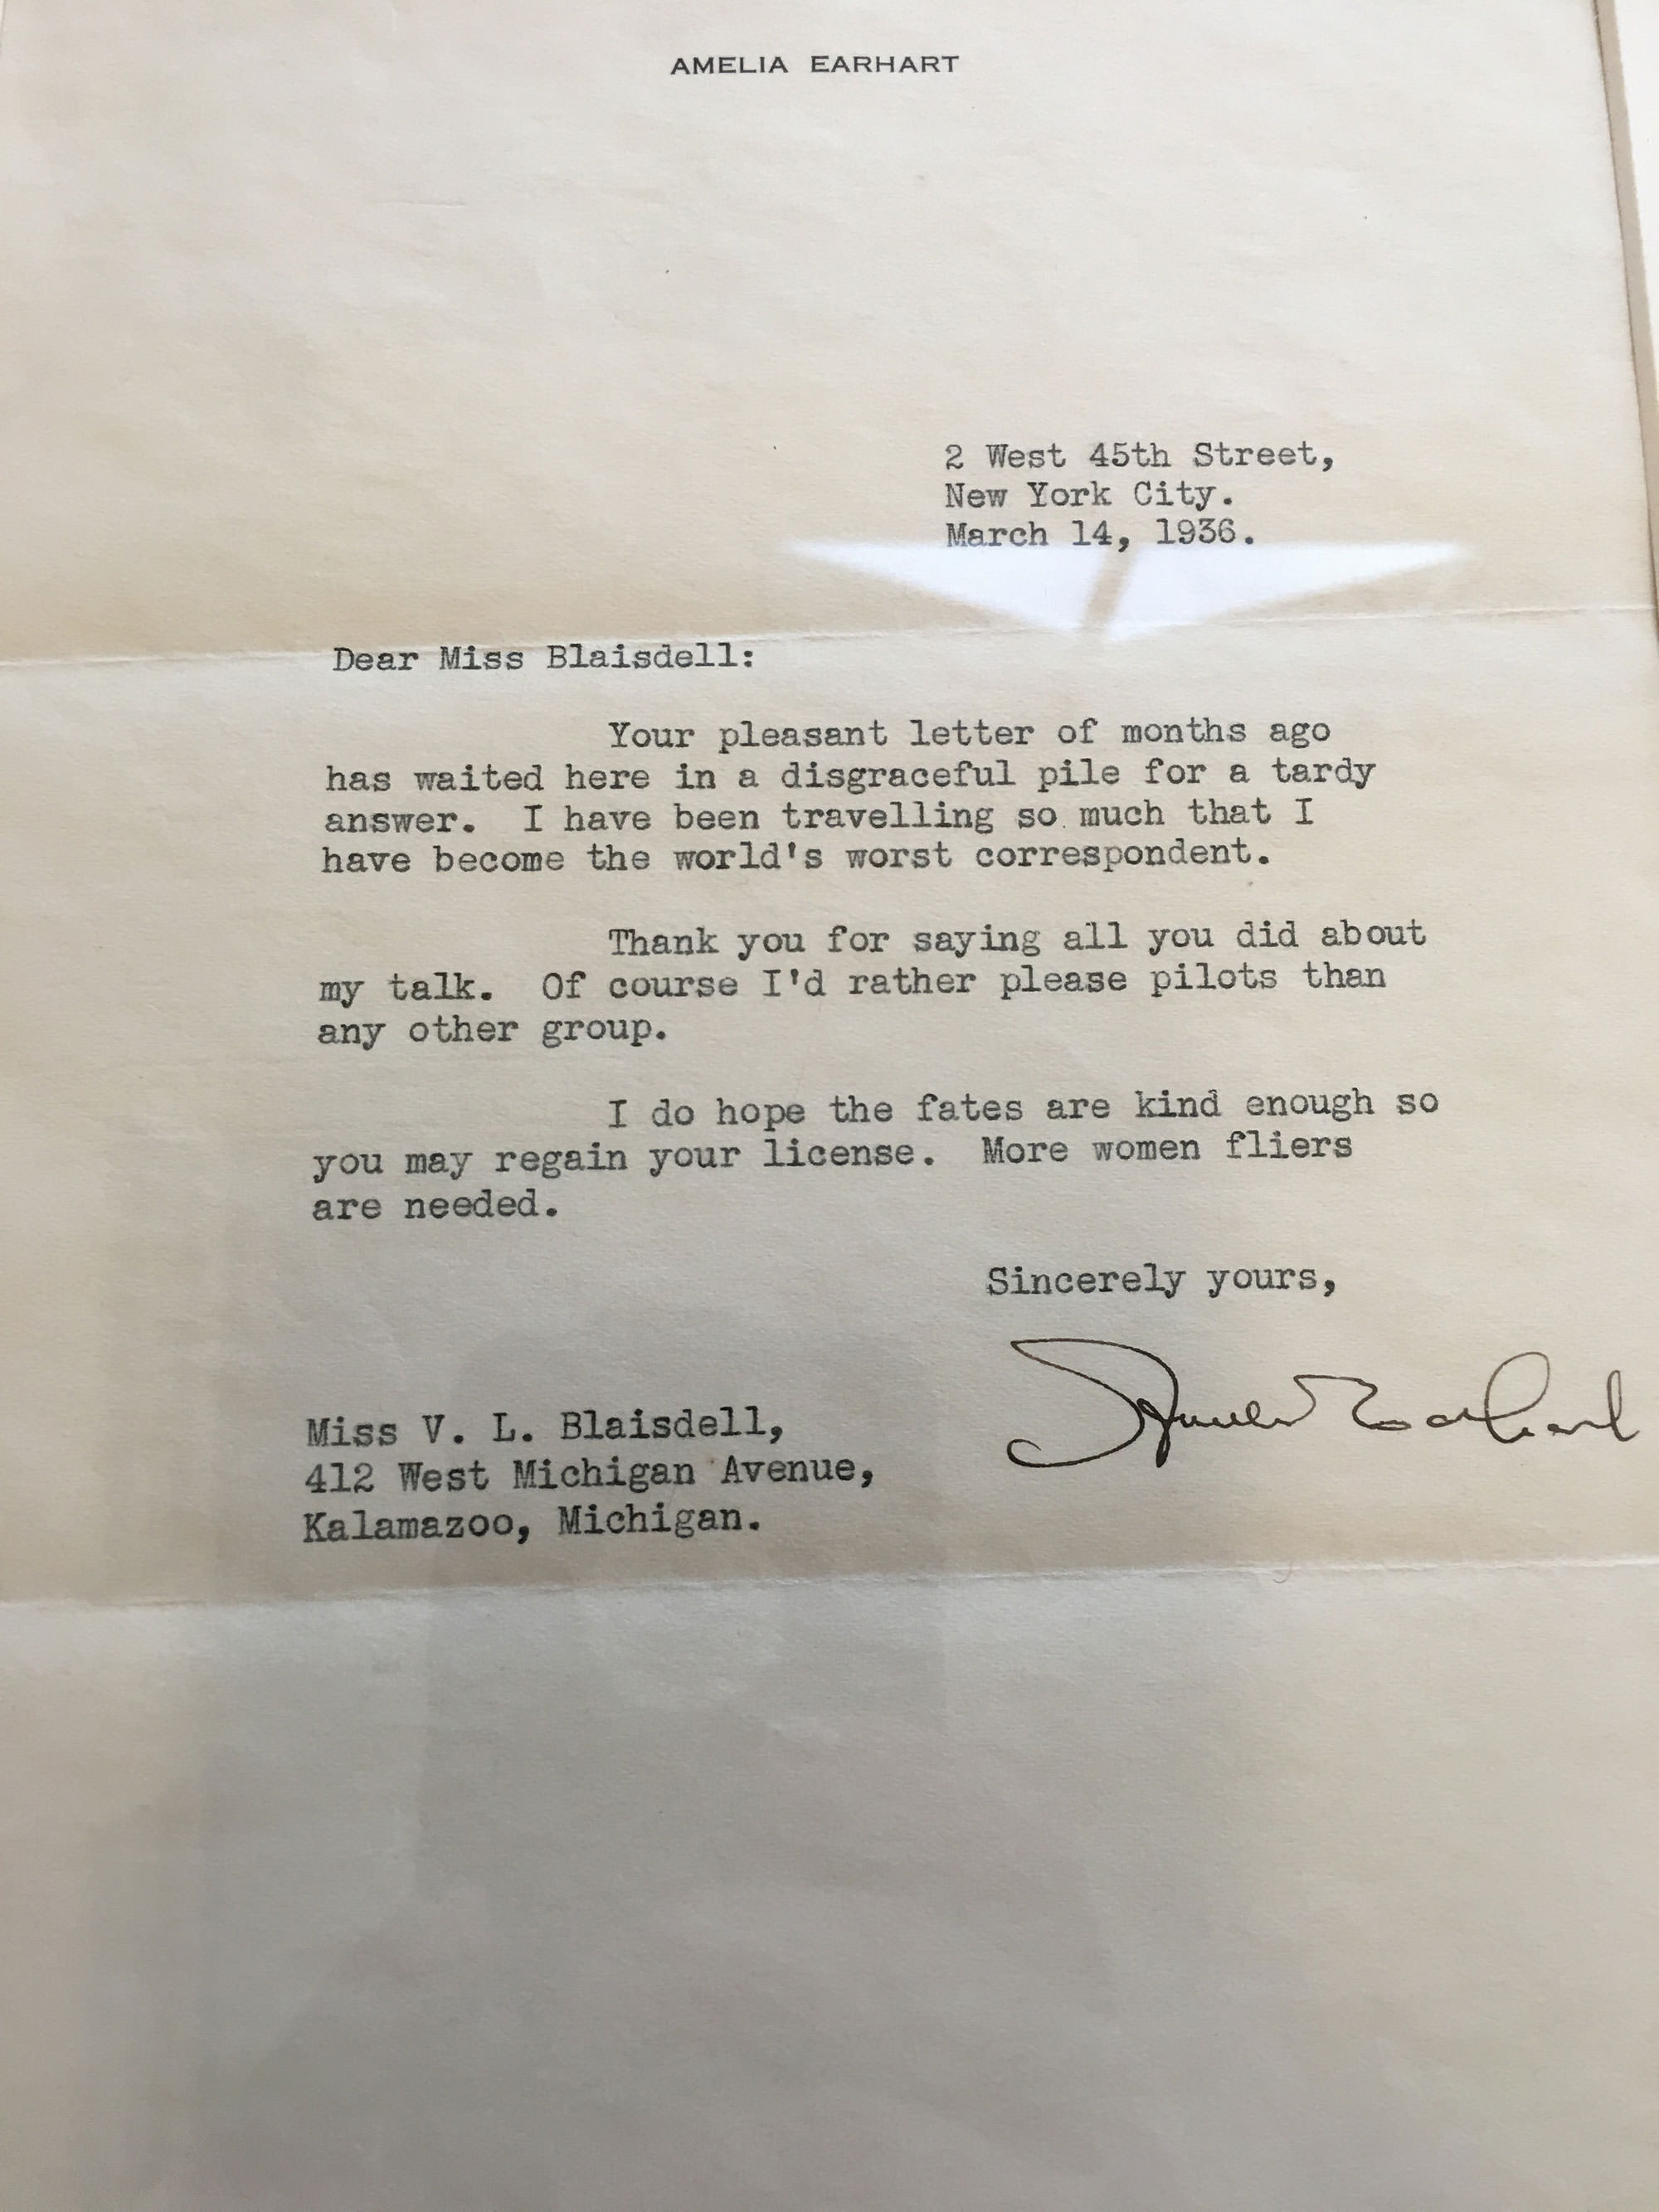 AMELIA EARHART
2 West 45th Street,
New York City.
March 14, 1936.
Dear Miss Blaisdell:
Your pleasant letter of months ago
has waited here in a disgraceful pile for a tardy
answer. I have been travelling so much that I
have become the world's worst correspondent.
Thank you for saying all you did about
my talk. Of course I'd rather please pilots than
any other group.
I do hope the fates are kind enough so
you may regain your license. More women fliers
are needed.
Sincerely yours,
Amelia Earhart
Miss V. L. Blaisdell,
412 West Michigan Avenue,
Kalamazoo, Michigan.